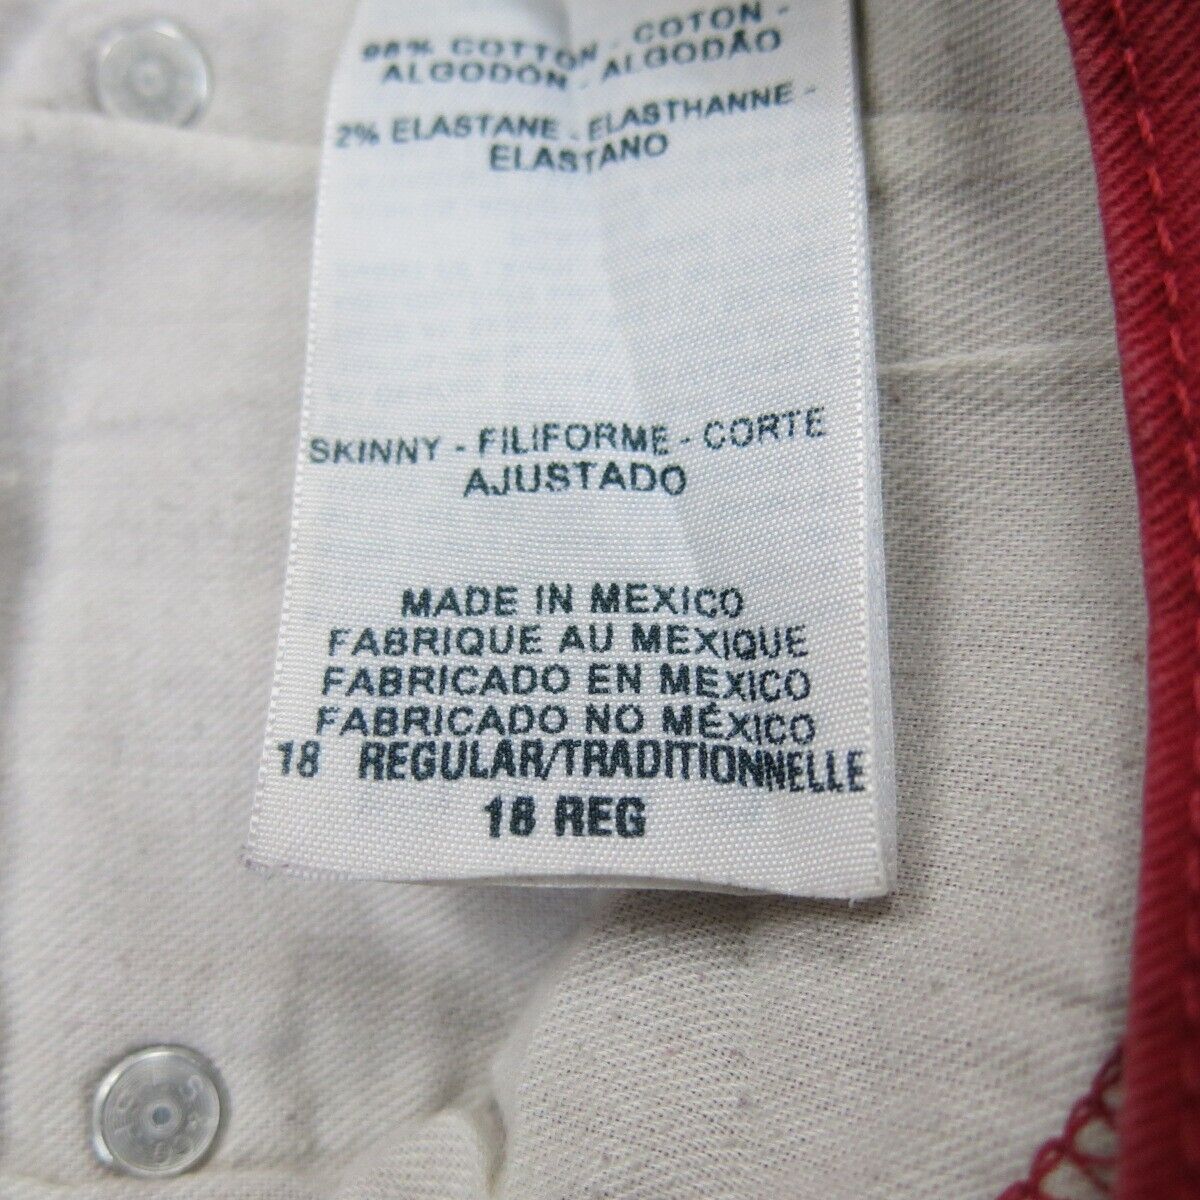 98% COTTON - COTON -
ALGODÓN - ALGODÃO
2% ELASTANE - ELASTHANNE -
ELASTANO
SKINNY - FILIFORME - CORTE
AJUSTADO
MADE IN MEXICO
FABRIQUE AU MEXIQUE
FABRICADO EN MEXICO
FABRICADO NO MÉXICO
18 REGULAR/TRADITIONNELLE
18 REG